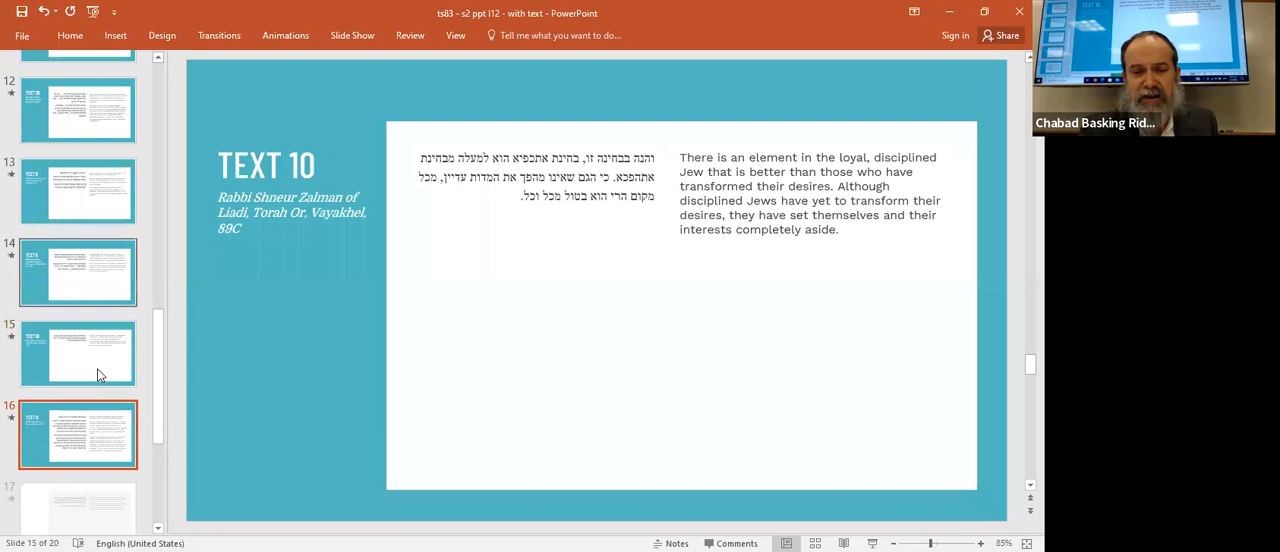 ts83 - s2 ppt l12 - with text - PowerPoint
File Home Insert Design Transitions Animations Slide Show Review View Tell me what you want to do... Sign in Share
12
13
14
15
16
17
TEXT 10
Rabbi Shneur Zalman of
Liadi, Torah Or, Vayakhel,
89C
והנה בבחינה זו, בחינת אתכפיא הוא למעלה מבחינת
אתהפכא. כי הגם שאינו מהפך את המדות עדיין, מכל
מקום הרי הוא בטול מכל וכל.
There is an element in the loyal, disciplined
Jew that is better than those who have
transformed their desires. Although
disciplined Jews have yet to transform their
desires, they have set themselves and their
interests completely aside.
Chabad Basking Rid...
Slide 15 of 20 English (United States) Notes Comments 85%